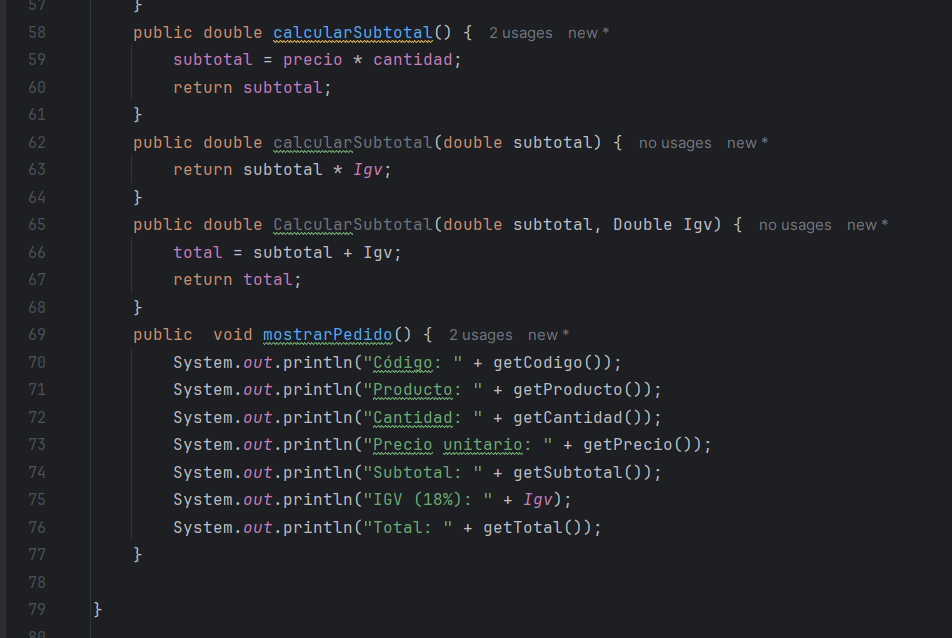 57 }
58 public double calcularSubtotal() { 2 usages new *
59 subtotal = precio * cantidad;
60 return subtotal;
61 }
62 public double calcularSubtotal(double subtotal) { no usages new *
63 return subtotal * Igv;
64 }
65 public double CalcularSubtotal(double subtotal, Double Igv) { no usages new *
66 total = subtotal + Igv;
67 return total;
68 }
69 public  void mostrarPedido() { 2 usages new *
70 System.out.println("Código: " + getCodigo());
71 System.out.println("Producto: " + getProducto());
72 System.out.println("Cantidad: " + getCantidad());
73 System.out.println("Precio unitario: " + getPrecio());
74 System.out.println("Subtotal: " + getSubtotal());
75 System.out.println("IGV (18%): " + Igv);
76 System.out.println("Total: " + getTotal());
77 }
78
79 }
80